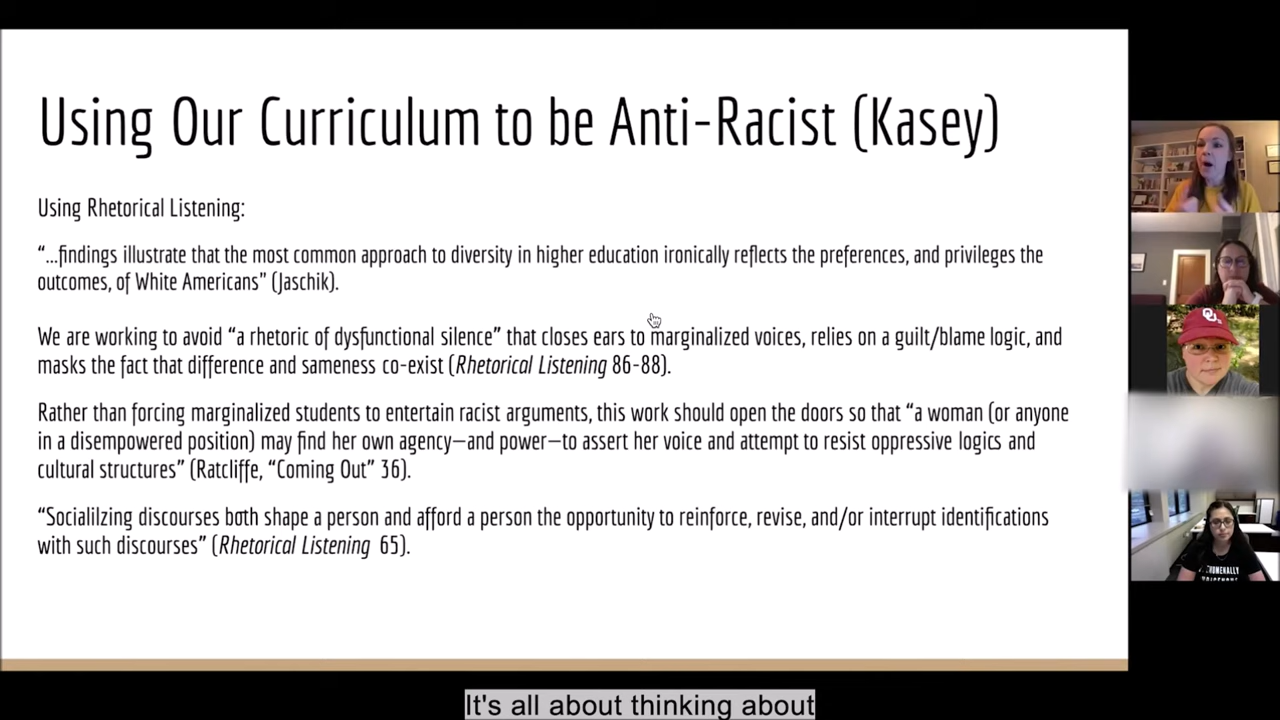 Using Our Curriculum to be Anti-Racist (Kasey)
Using Rhetorical Listening:
“...findings illustrate that the most common approach to diversity in higher education ironically reflects the preferences, and privileges the
outcomes, of White Americans” (Jaschik).
We are working to avoid “a rhetoric of dysfunctional silence” that closes ears to marginalized voices, relies on a guilt/blame logic, and
masks the fact that difference and sameness co-exist (Rhetorical Listening 86-88).
Rather than forcing marginalized students to entertain racist arguments, this work should open the doors so that “a woman (or anyone
in a disempowered position) may find her own agency—and power—to assert her voice and attempt to resist oppressive logics and
cultural structures” (Ratcliffe, “Coming Out” 36).
“Socialilzing discourses both shape a person and afford a person the opportunity to reinforce, revise, and/or interrupt identifications
with such discourses” (Rhetorical Listening 65).
OU
It's all about thinking about